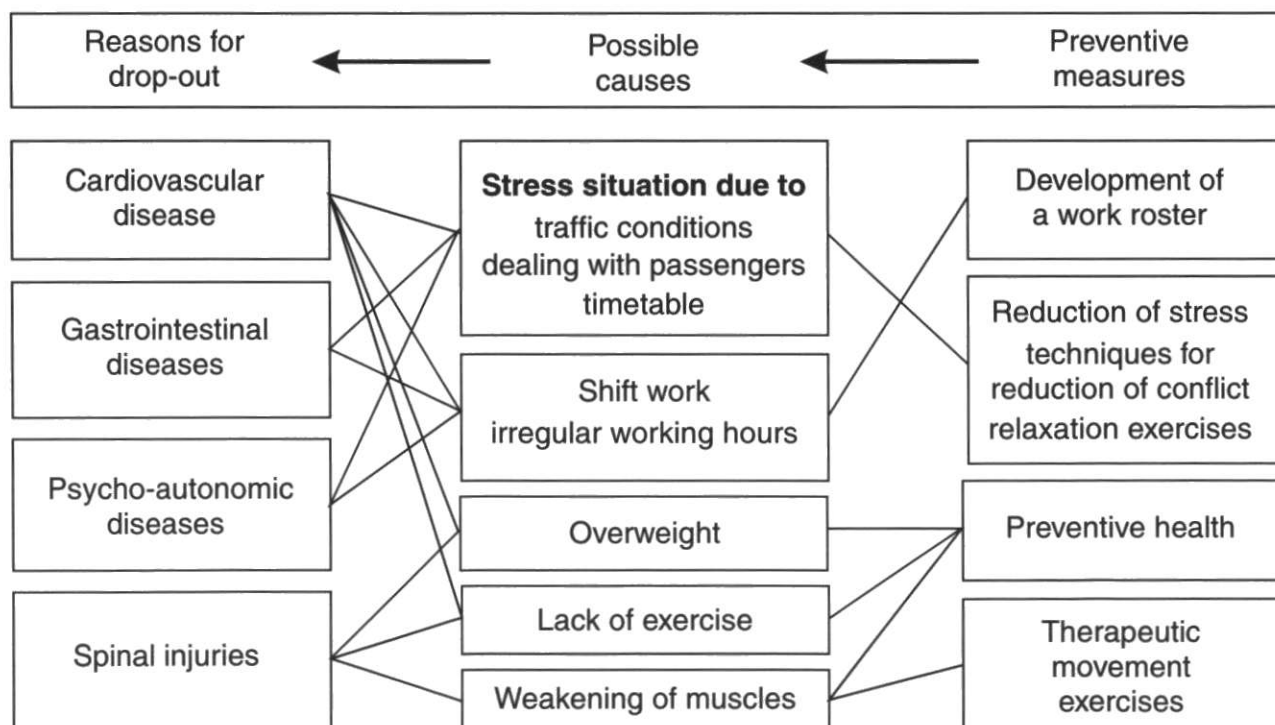 Reasons for
drop-out
Possible
causes
Preventive
measures
Cardiovascular
disease
Gastrointestinal
diseases
Psycho-autonomic
diseases
Spinal injuries
Stress situation due to
traffic conditions
dealing with passengers
timetable
Shift work
irregular working hours
Overweight
Lack of exercise
Weakening of muscles
Development of
a work roster
Reduction of stress
techniques for
reduction of conflict
relaxation exercises
Preventive health
Therapeutic
movement
exercises